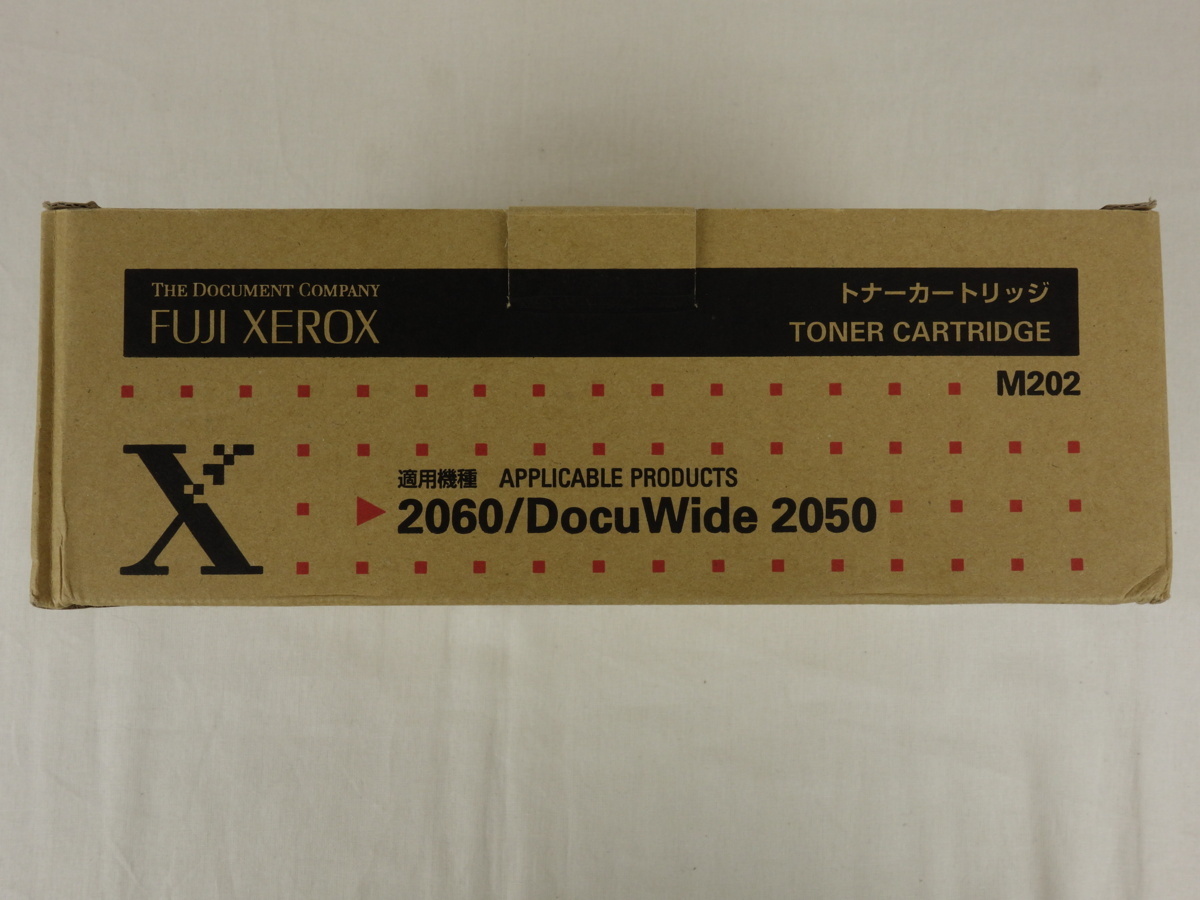 THE DOCUMENT COMPANY
FUJI XEROX
トナーカートリッジ
TONER CARTRIDGE
M202
X
適用機種 APPLICABLE PRODUCTS
2060/DocuWide 2050